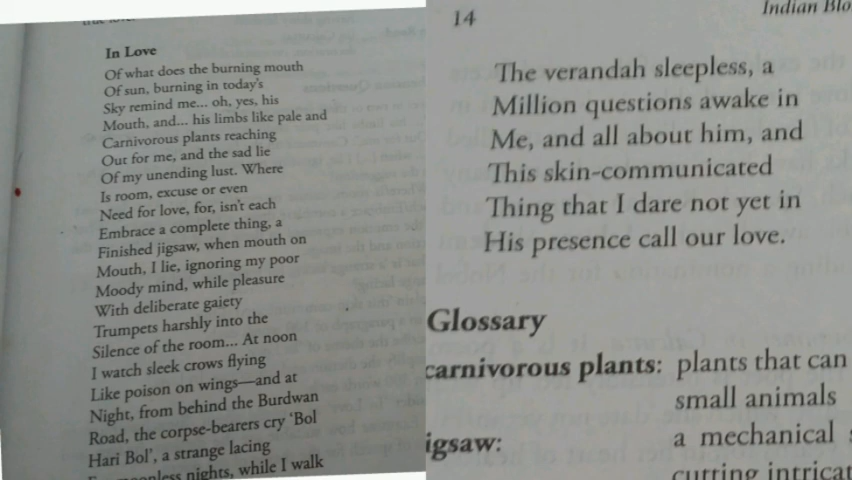 In Love
Of what does the burning mouth
Of sun, burning in today's
Sky remind me... oh, yes, his
Mouth, and... his limbs like pale and
Carnivorous plants reaching
Out for me, and the sad lie
Of my unending lust. Where
Is room, excuse or even
Need for love, for, isn't each
Embrace a complete thing, a
Finished jigsaw, when mouth on
Mouth, I lie, ignoring my poor
Moody mind, while pleasure
With deliberate gaiety
Trumpets harshly into the
Silence of the room... At noon
I watch sleek crows flying
Like poison on wings—and at
Night, from behind the Burdwan
Road, the corpse-bearers cry 'Bol
Hari Bol', a strange lacing
nights, while I walk
14
Indian
The verandah sleepless, a
Million questions awake in
Me, and all about him, and
This skin-communicated
Thing that I dare not yet in
His presence call our love.
Glossary
carnivorous plants: plants that can
small animals
igsaw: a mechanical
cutting